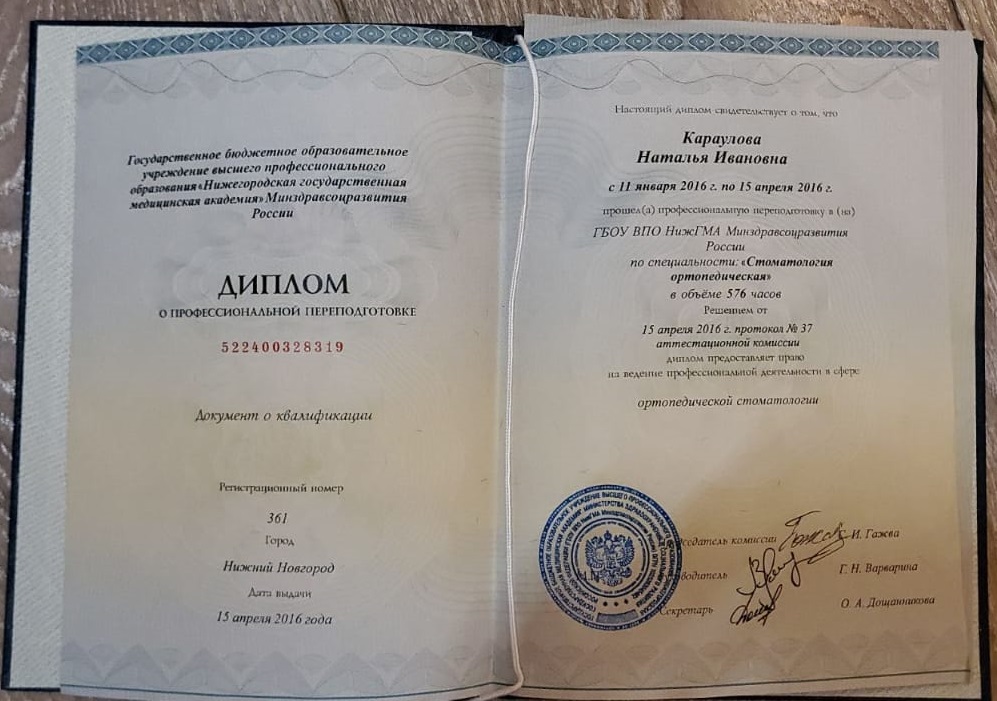 Государственное бюджетное образовательное
учреждение высшего профессионального
образования «Нижегородская государственная
медицинская академия» Минздравсоцразвития
России
ДИПЛОМ
О ПРОФЕССИОНАЛЬНОЙ ПЕРЕПОДГОТОВКЕ
522400328319
Документ о квалификации
Регистрационный номер
361
Город
Нижний Новгород
Дата выдачи
15 апреля 2016 года
Настоящий диплом свидетельствует о том, что
Караулова
Наталья Ивановна
с 11 января 2016 г. по 15 апреля 2016 г.
прошел(а) профессиональную переподготовку в (на)
ГБОУ ВПО НижГМА Минздравсоцразвития
России
по специальности: «Стоматология
ортопедическая»
в объёме 576 часов
Решением от
15 апреля 2016 г. протокол № 37
аттестационной комиссии
диплом предоставляет право
на ведение профессиональной деятельности в сфере
ортопедической стоматологии
седатель комиссии С. И. Гажва
водитель Г. Н. Варварина
Секретарь О. А. Дощанникова